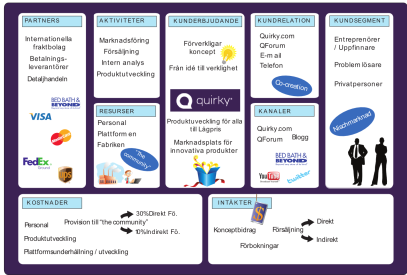 PARTNERS
Internationella
fraktbolag
Betalnings-
leverantörer
Detaljhandeln
BED BATH &
BEYOND
VISA
MasterCard
FedEx
ups
AKTIVITETER
Marknadsföring
Försäljning
Intern analys
Produktutveckling
RESURSER
Personal
Plattform en
Fabriken
"The
community"
KUNDERBJUDANDE
Förverkligar
koncept
Från idé till verklighet
quirky
Produktutveckling för alla
till Lågpris
Marknadsplats för
innovativa produkter
KUNDRELATION
Quirky.com
QForum
E-mail
Telefon
Co-creation
KANALER
Quirky.com
QForum Blogg
BED BATH &
BEYOND
YouTube
twitter
KUNDSEGMENT
Entreprenörer
/ Uppfinnare
Problem lösare
Privatpersoner
Nischmarknad
KOSTNADER
Personal
Produktutveckling
Plattformsunderhållning / utveckling
Provision till "the community"
30%Direkt Fö.
10%Indirekt Fö.
INTÄKTER
Konceptbidrag
Förbokningar
Försäljning
Direkt
Indirekt